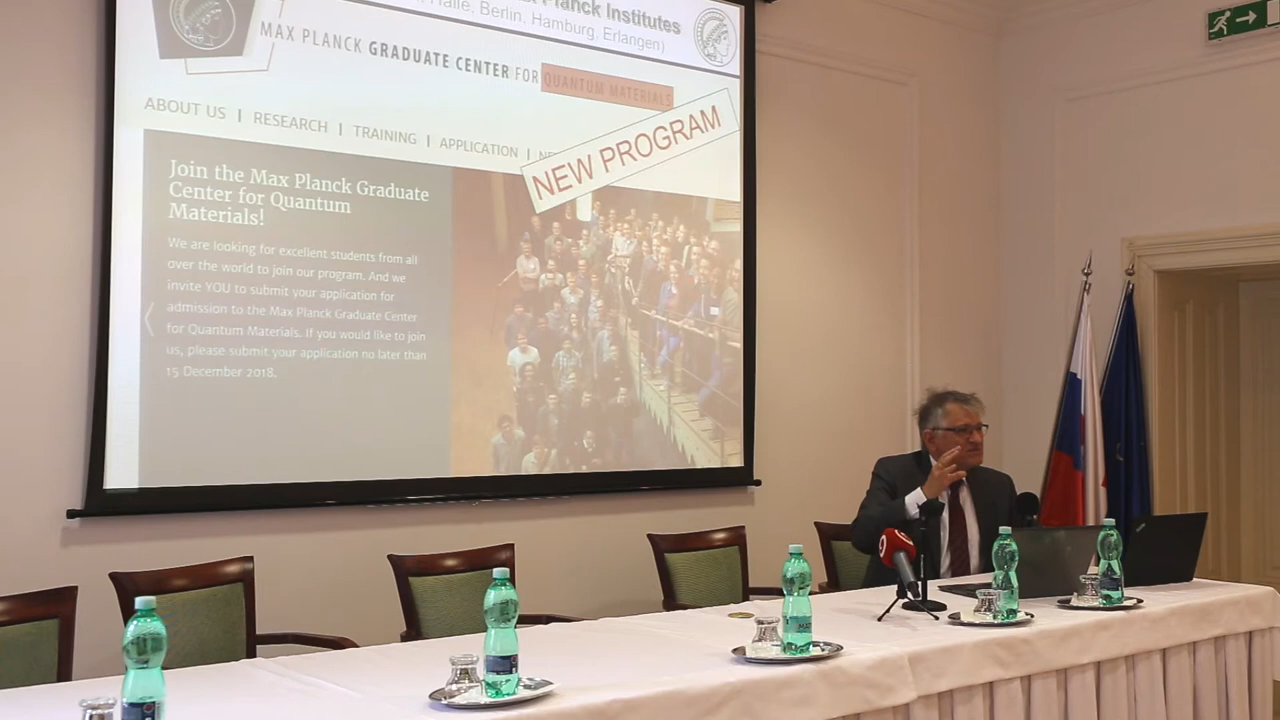 Planck Institutes
Halle, Berlin, Hamburg, Erlangen)
MAX PLANCK GRADUATE CENTER FOR QUANTUM MATERIALS
ABOUT US | RESEARCH | TRAINING | APPLICATION |
NEW PROGRAM
Join the Max Planck Graduate
Center for Quantum
Materials!
We are looking for excellent students from all
over the world to join our program. And we
invite YOU to submit your application for
admission to the Max Planck Graduate Center
for Quantum Materials. If you would like to join
us, please submit your application no later than
15 December 2018.